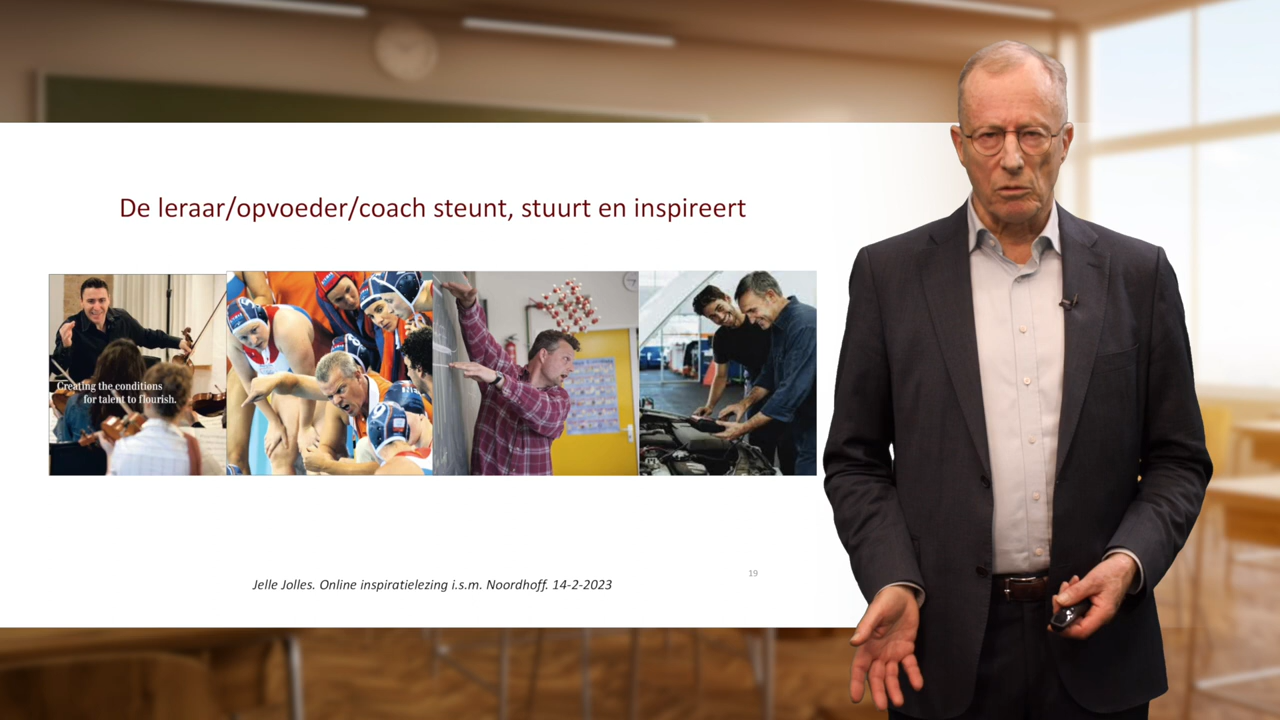 De leraar/opvoeder/coach steunt, stuurt en inspireert
Creating the conditions
for talent to flourish.
19
Jelle Jolles. Online inspiratielezing i.s.m. Noordhoff. 14-2-2023